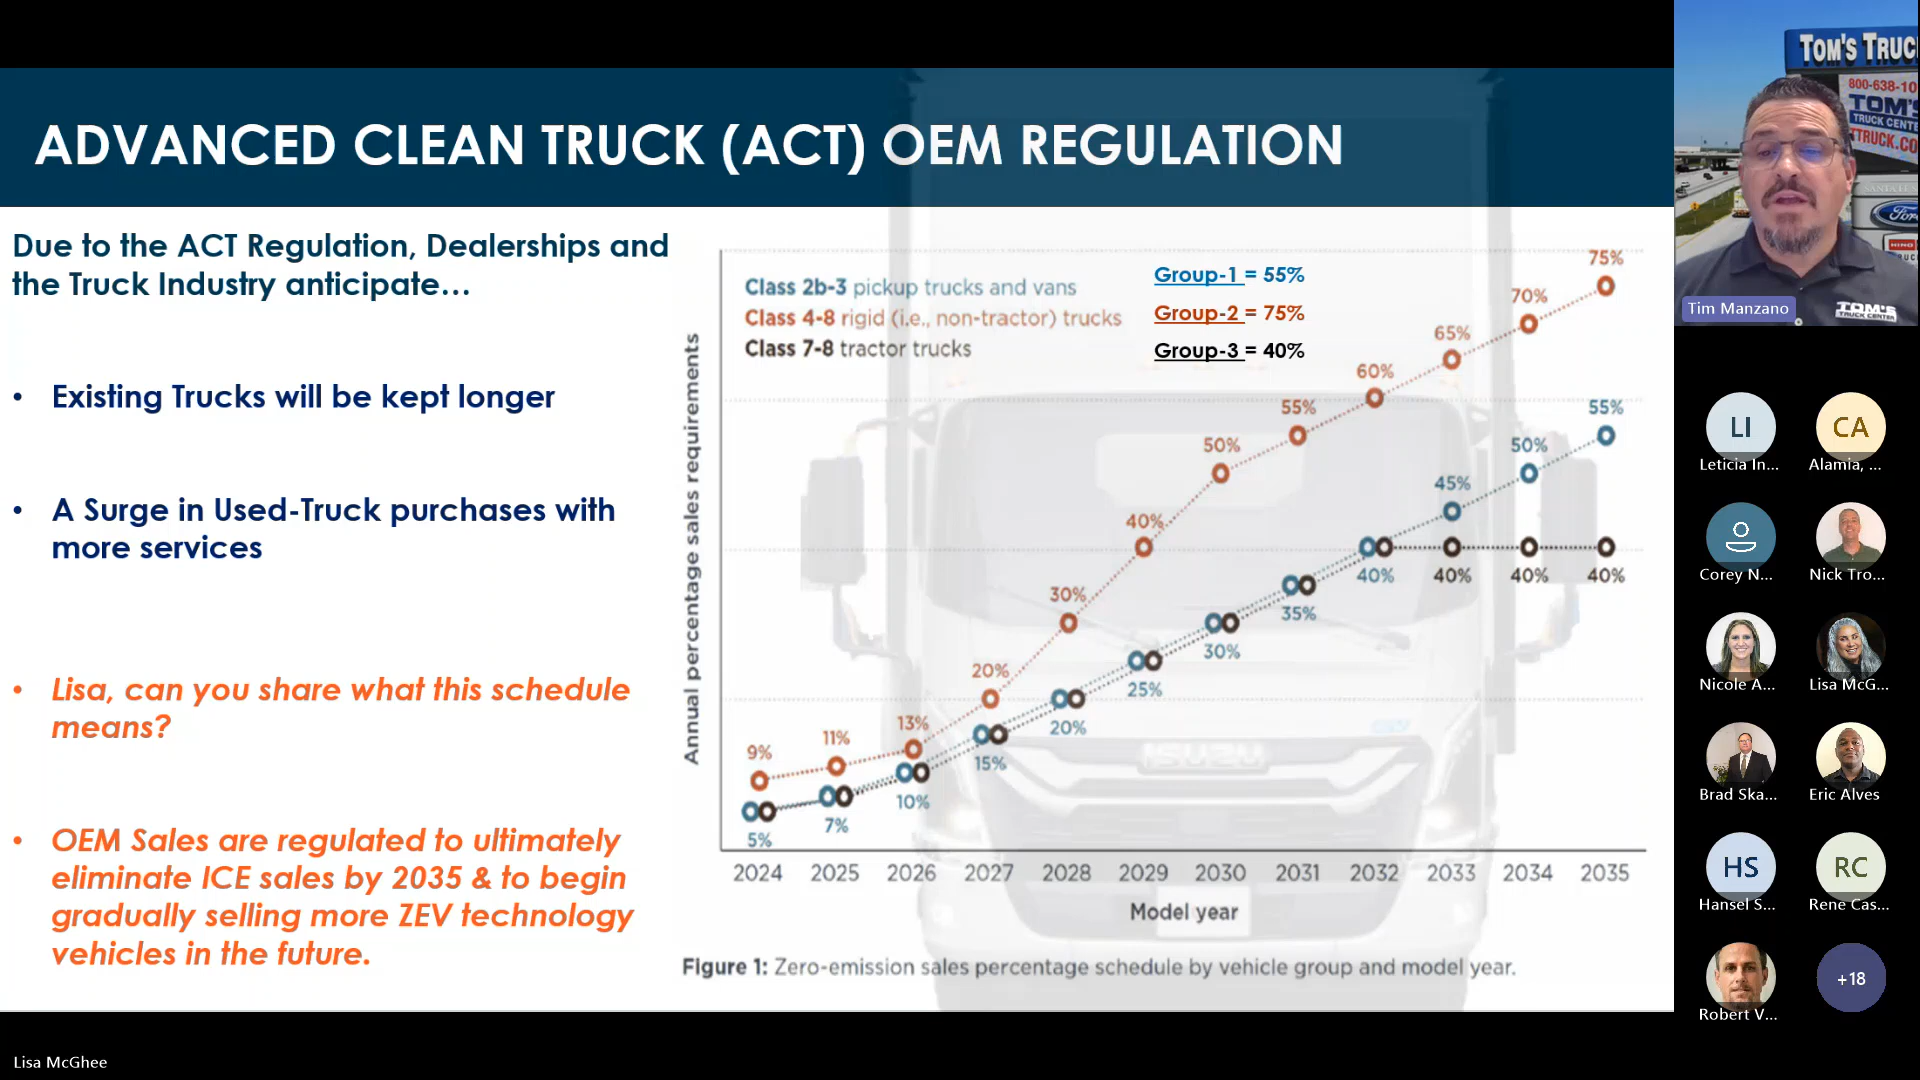 ADVANCED CLEAN TRUCK (ACT) OEM REGULATION
Due to the ACT Regulation, Dealerships and
the Truck Industry anticipate...
• Existing Trucks will be kept longer
• A Surge in Used-Truck purchases with
more services
• Lisa, can you share what this schedule
means?
• OEM Sales are regulated to ultimately
eliminate ICE sales by 2035 & to begin
gradually selling more ZEV technology
vehicles in the future.
Annual percentage sales requirements
Class 2b-3 pickup trucks and vans
Class 4-8 rigid (i.e., non-tractor) trucks
Class 7-8 tractor trucks
Group-1 = 55%
Group-2 = 75%
Group-3 = 40%
9% 11% 13% 20% 30% 40% 50% 55% 60% 65% 70% 75%
45% 50% 55%
5% 7% 10% 15% 20% 25% 30% 35% 40% 40% 40% 40%
ISUZU
2024 2025 2026 2027 2028 2029 2030 2031 2032 2033 2034 2035
Model year
Figure 1: Zero-emission sales percentage schedule by vehicle group and model year.
Lisa McGhee
TOM'S TRUC
800-638-10
TOM'S
TRUCK CENTE
TTRUCK.CO
Ford
HINO
TOM'S
TRUCK CENTER
Tim Manzano
LI
Leticia In...
CA
Alamia, ...
Corey N...
Nick Tro...
Nicole A...
Lisa McG...
Brad Ska...
Eric Alves
HS
Hansel S...
RC
Rene Cas...
Robert V...
+18